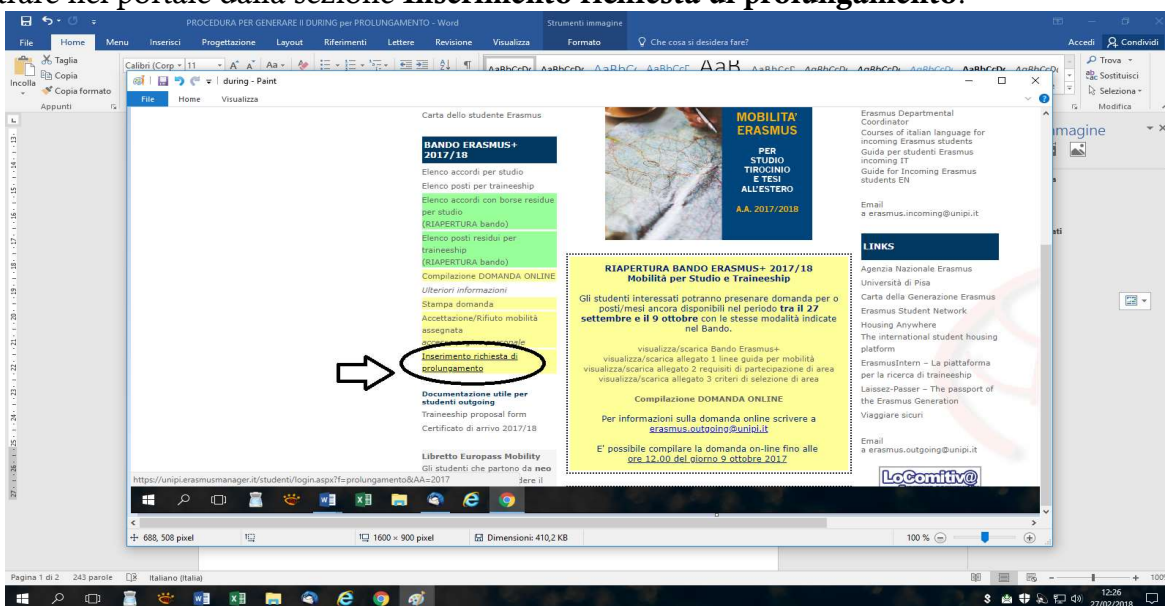 trare nel portale dalla sezione Inserimento richiesta di prolungamento.
PROCEDURA PER GENERARE Il DURING per PROLUNGAMENTO - Word
Strumenti immagine
File Home Menu Inserisci Progettazione Layout Riferimenti Lettere Revisione Visualizza Formato Che cosa si desidera fare? Accedi Condividi
Incolla
Taglia
Copia
Copia formato
Appunti
Calibri (Corp 11
Trova
Sostituisci
Seleziona
Modifica
during - Paint
File Home Visualizza
Carta dello studente Erasmus
BANDO ERASMUS+
2017/18
Elenco accordi per studio
Elenco posti per traineeship
Elenco accordi con borse residue
per studio
(RIAPERTURA bando)
Elenco posti residui per
traineeship
(RIAPERTURA bando)
Compilazione DOMANDA ONLINE
Ulteriori informazioni
Stampa domanda
Accettazione/Rifiuto mobilità
assegnata
Inserimento richiesta di
prolungamento
Documentazione utile per
studenti outgoing
Traineeship proposal form
Certificato di arrivo 2017/18
Libretto Europass Mobility
Gli studenti che partono da neo
dere il
https://unipi.erasmusmanager.it/studenti/login.aspx?f=prolungamento&AA=2017
MOBILITA'
ERASMUS
PER
STUDIO
TIROCINIO
E TESI
ALL'ESTERO
A.A. 2017/2018
RIAPERTURA BANDO ERASMUS+ 2017/18
Mobilità per Studio e Traineeship
Gli studenti interessati potranno presenare domanda per o
posti/mesi ancora disponibili nel periodo tra il 27
settembre e il 9 ottobre con le stesse modalità indicate
nel Bando.
visualizza/scarica Bando Erasmus+
visualizza/scarica allegato 1 linee guida per mobilità
visualizza/scarica allegato 2 requisiti di partecipazione di area
visualizza/scarica allegato 3 criteri di selezione di area
Compilazione DOMANDA ONLINE
Per informazioni sulla domanda online scrivere a
erasmus.outgoing@unipi.it
E' possibile compilare la domanda on-line fino alle
ore 12.00 del giorno 9 ottobre 2017
Erasmus Departmental
Coordinator
Courses of italian language for
incoming Erasmus students
Guida per studenti Erasmus
incoming IT
Guide for Incoming Erasmus
students EN
Email
a erasmus.incoming@unipi.it
LINKS
Agenzia Nazionale Erasmus
Università di Pisa
Carta della Generazione Erasmus
Erasmus Student Network
Housing Anywhere
The international student housing
platform
ErasmusIntern – La piattaforma
per la ricerca di traineeship
Laissez-Passer – The passport of
the Erasmus Generation
Viaggiare sicuri
Email
a erasmus.outgoing@unipi.it
LoComitiv@
magine
688, 508 pixel 1600 × 900 pixel Dimensioni: 410,2 KB 100 %
Pagina 1 di 2 243 parole Italiano (Italia) 100%
12:26
27/02/2018